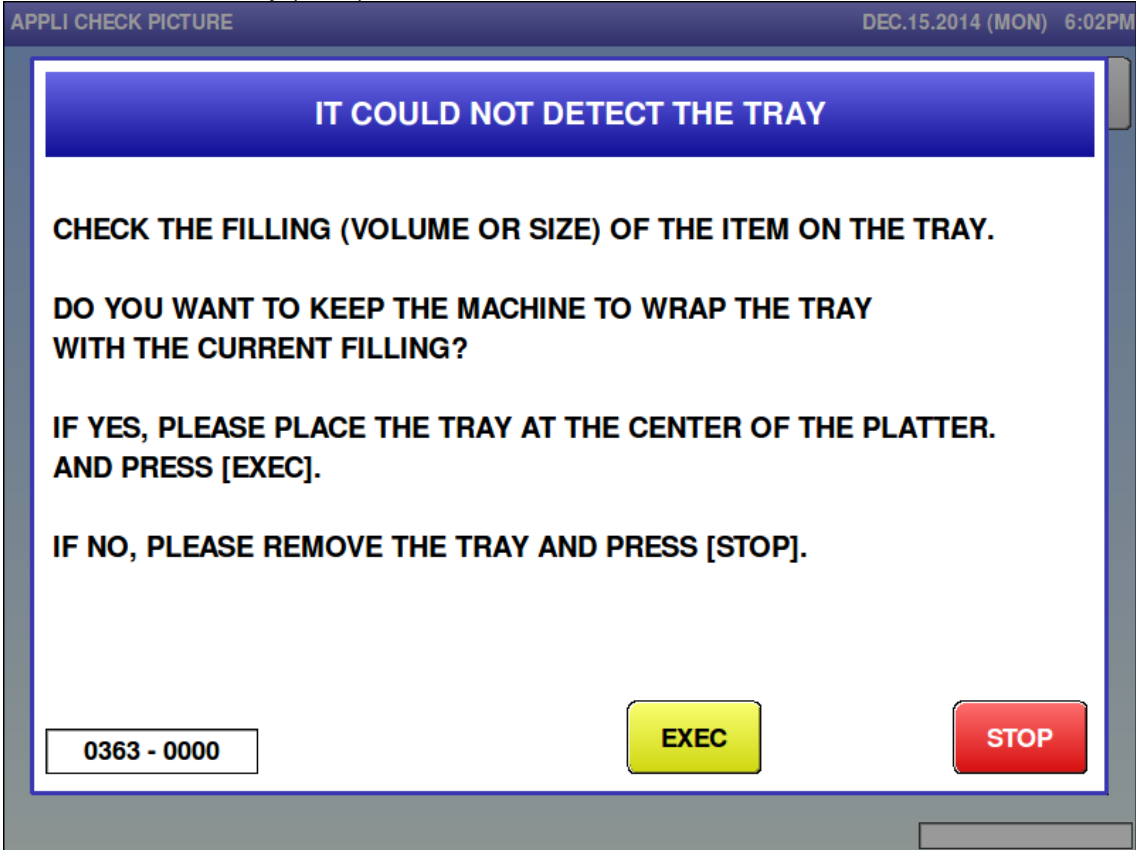 APPLI CHECK PICTURE
DEC.15.2014 (MON) 6:02PM
IT COULD NOT DETECT THE TRAY
CHECK THE FILLING (VOLUME OR SIZE) OF THE ITEM ON THE TRAY.
DO YOU WANT TO KEEP THE MACHINE TO WRAP THE TRAY
WITH THE CURRENT FILLING?
IF YES, PLEASE PLACE THE TRAY AT THE CENTER OF THE PLATTER.
AND PRESS [EXEC].
IF NO, PLEASE REMOVE THE TRAY AND PRESS [STOP].
0363 - 0000
EXEC
STOP